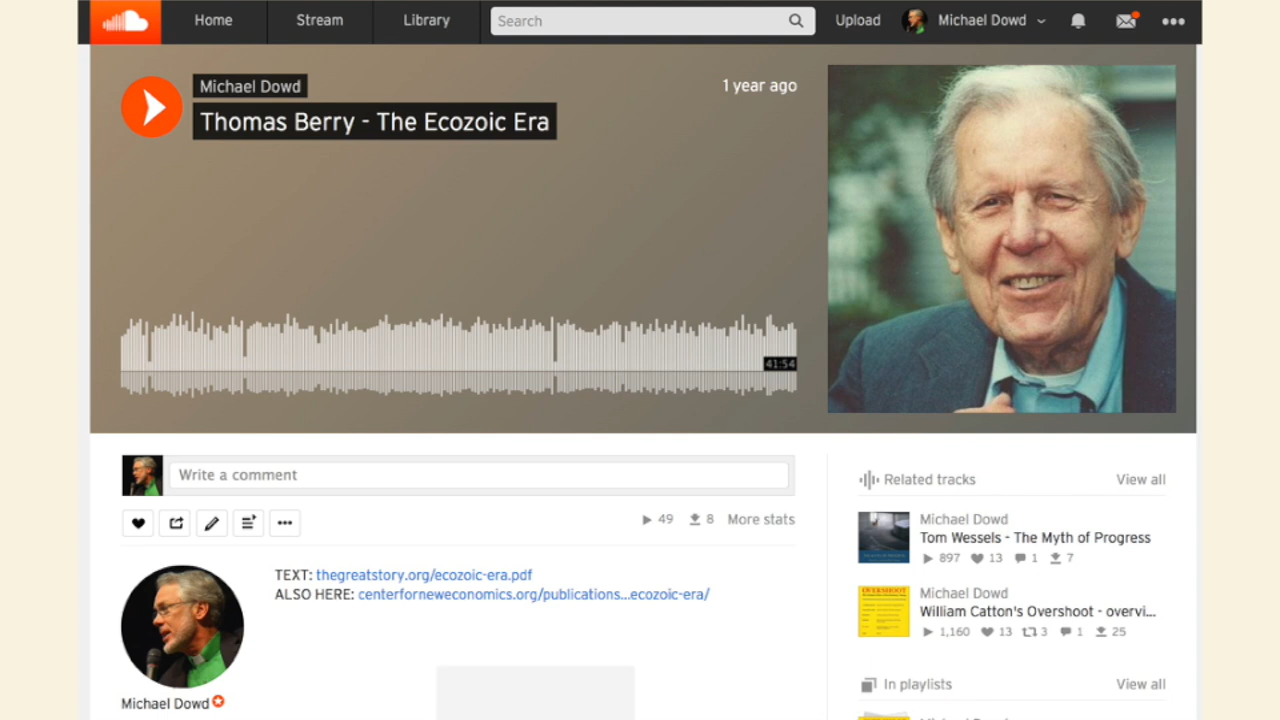 Home
Stream
Library
Search
Upload
Michael Dowd
Michael Dowd
1 year ago
Thomas Berry - The Ecozoic Era
41:54
Write a comment
49
8
More stats
TEXT: thegreatstory.org/ecozoic-era.pdf
ALSO HERE: centerforneweconomics.org/publications...ecozoic-era/
Michael Dowd
Related tracks
View all
Michael Dowd
Tom Wessels - The Myth of Progress
897 13 1 7
OVERSHOOT
Michael Dowd
William Catton's Overshoot - overvi...
1,160 13 3 1 25
In playlists
View all